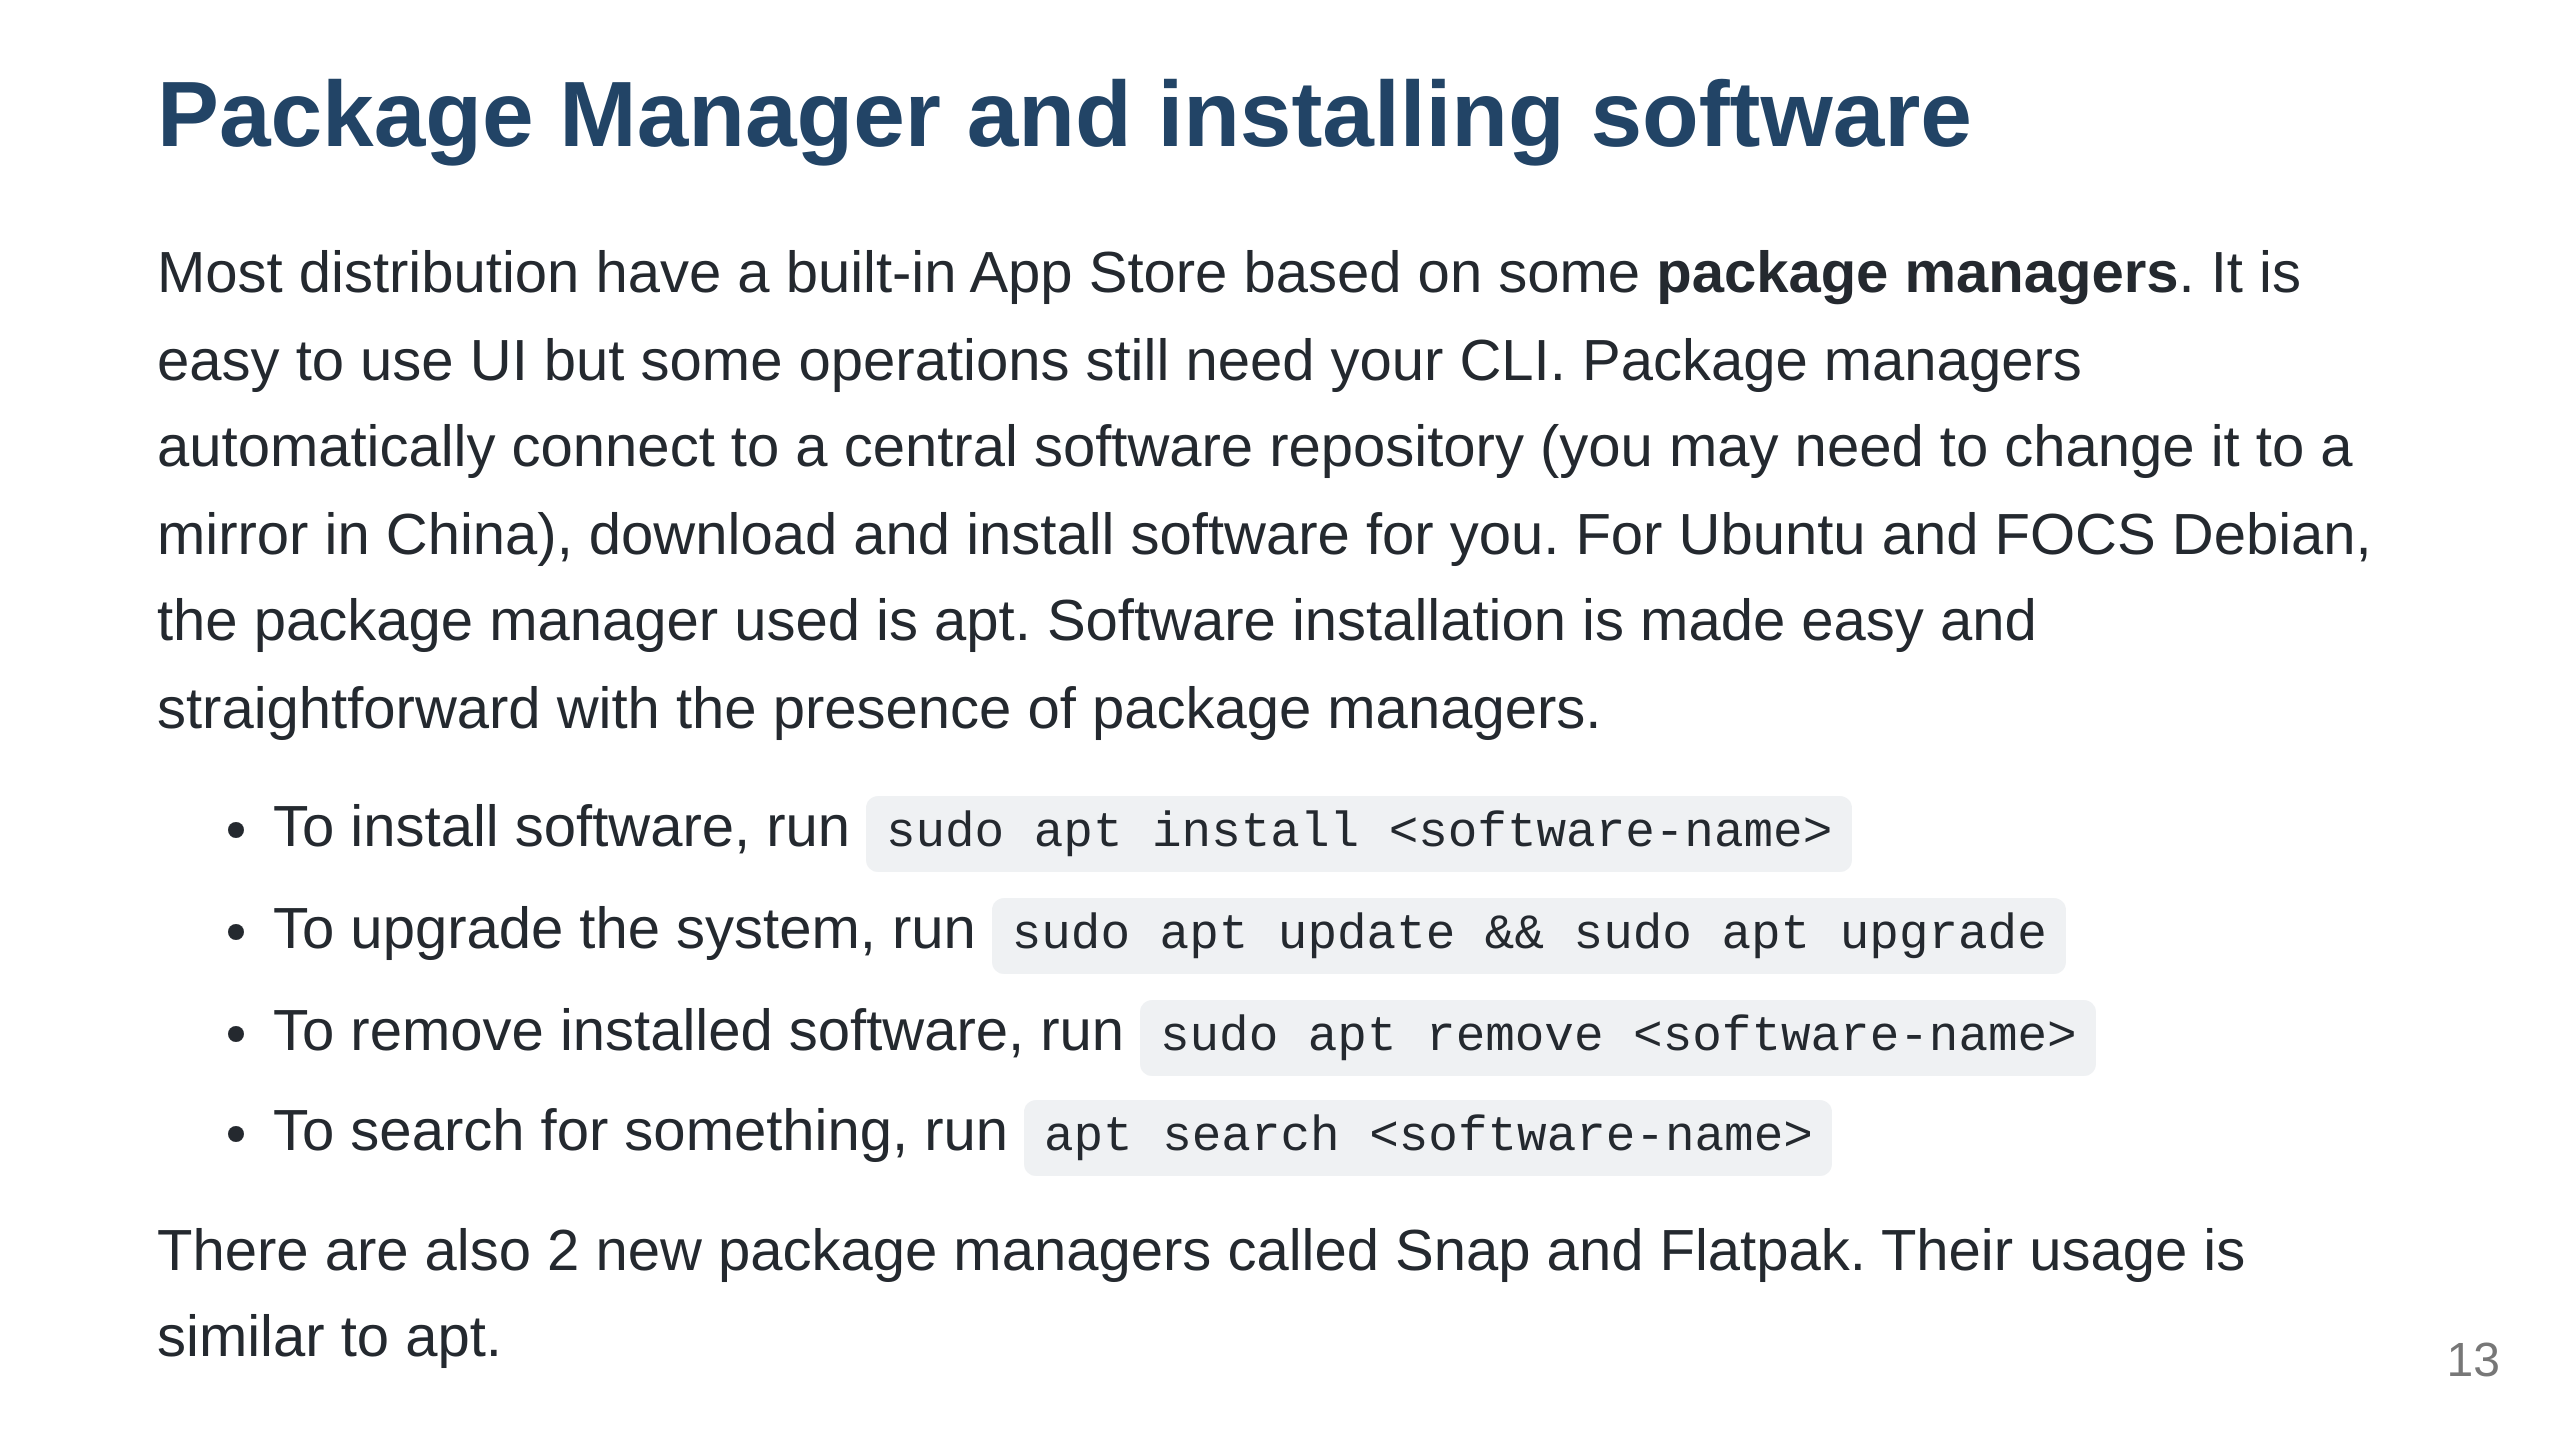 Package Manager and installing software
Most distribution have a built-in App Store based on some package managers. It is
easy to use UI but some operations still need your CLI. Package managers
automatically connect to a central software repository (you may need to change it to a
mirror in China), download and install software for you. For Ubuntu and FOCS Debian,
the package manager used is apt. Software installation is made easy and
straightforward with the presence of package managers.
• To install software, run sudo apt install <software-name>
• To upgrade the system, run sudo apt update && sudo apt upgrade
• To remove installed software, run sudo apt remove <software-name>
• To search for something, run apt search <software-name>
There are also 2 new package managers called Snap and Flatpak. Their usage is
similar to apt.
13